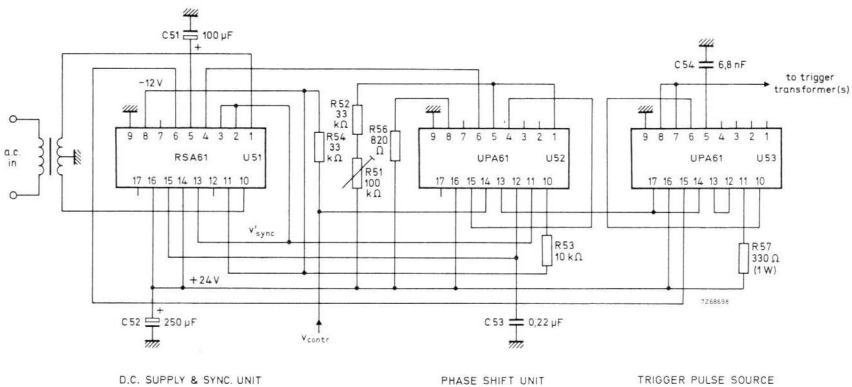 C51 100 μF
+
C54 6,8 nF
to trigger
transformer(s)
-12V
R52
33
kΩ
R54
33
kΩ
R56
820
Ω
R51
100
kΩ
a.c.
in
9 8 7 6 5 4 3 2 1
RSA61 U51
17 16 15 14 13 12 11 10
9 8 7 6 5 4 3 2 1
UPA61 U52
17 16 15 14 13 12 11 10
9 8 7 6 5 4 3 2 1
UPA61 U53
17 16 15 14 13 12 11 10
V'sync
R53
10 kΩ
R57
330 Ω
(1 W)
+24V
7268698
+
C52 250 μF
Vcontr
C53 0,22 μF
D.C. SUPPLY & SYNC. UNIT
PHASE SHIFT UNIT
TRIGGER PULSE SOURCE